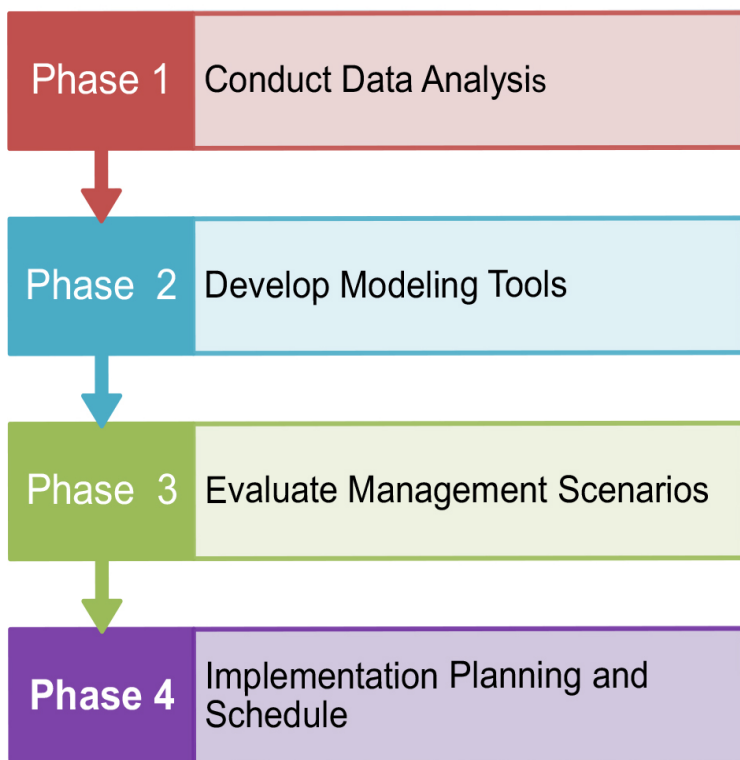 Phase 1
Conduct Data Analysis
Phase 2
Develop Modeling Tools
Phase 3
Evaluate Management Scenarios
Phase 4
Implementation Planning and
Schedule